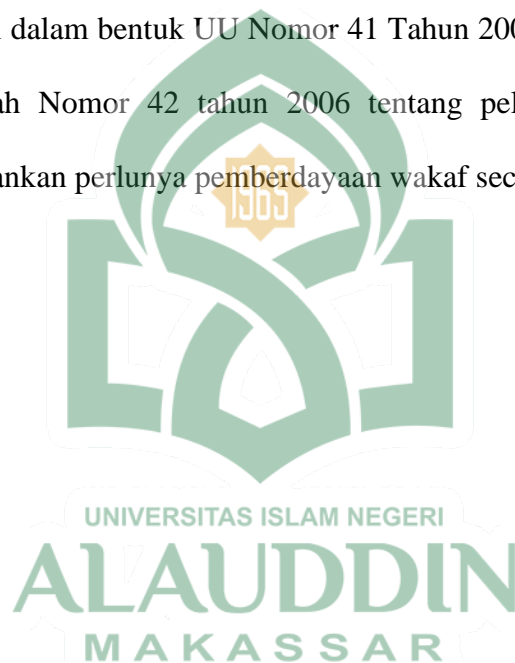 dalam bentuk UU Nomor 41 Tahun
Nomor 42 tahun 2006 tentang
perlunya pemberdayaan wakaf
1965
UNIVERSITAS ISLAM NEGERI
ALAUDDIN
MAKASSAR